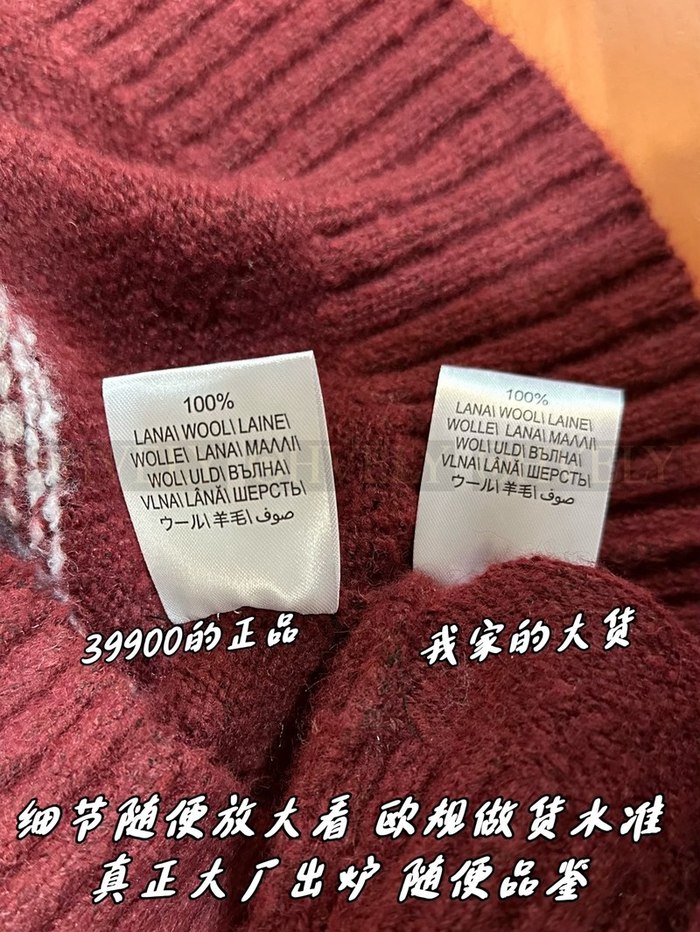 100%
LANA\ WOOL\ LAINE\
WOLLE\ LANA\ ΜΑΛΛΙ\
WOL\ ULD\ ВЪЛНА\
VLNA\ LÂNĂ\ ШЕРСТЬ\
ウール\ 羊毛\ صوف
100%
LANA\ WOOL\ LAINE\
WOLLE\ LANA\ ΜΑΛΛΙ\
WOL\ ULD\ ВЪЛНА\
VLNA\ LÂNĂ\ ШЕРСТЬ\
ウール\ 羊毛\ صوف
39900的正品
我家的大货
细节随便放大看 欧规做货水准
真正大厂出炉 随便品鉴